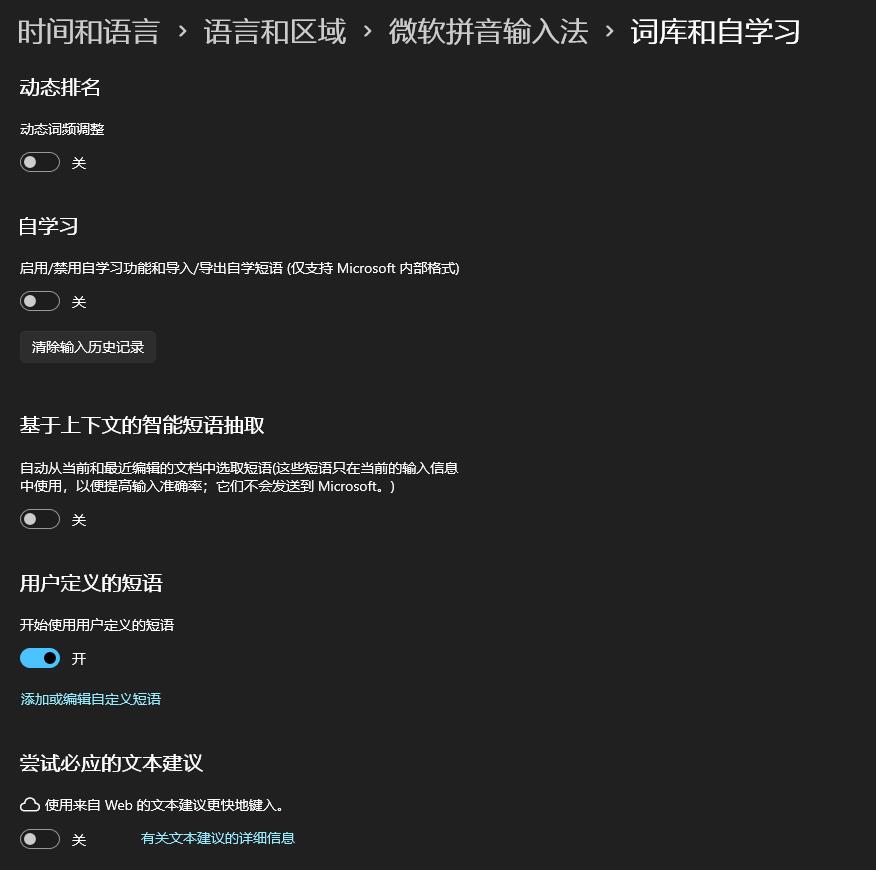 时间和语言 › 语言和区域 › 微软拼音输入法 › 词库和自学习
动态排名
动态词频调整
关
自学习
启用/禁用自学习功能和导入/导出自学短语 (仅支持 Microsoft 内部格式)
关
清除输入历史记录
基于上下文的智能短语抽取
自动从当前和最近编辑的文档中选取短语(这些短语只在当前的输入信息
中使用，以便提高输入准确率；它们不会发送到 Microsoft。)
关
用户定义的短语
开始使用用户定义的短语
开
添加或编辑自定义短语
尝试必应的文本建议
使用来自 Web 的文本建议更快地键入。
关 有关文本建议的详细信息